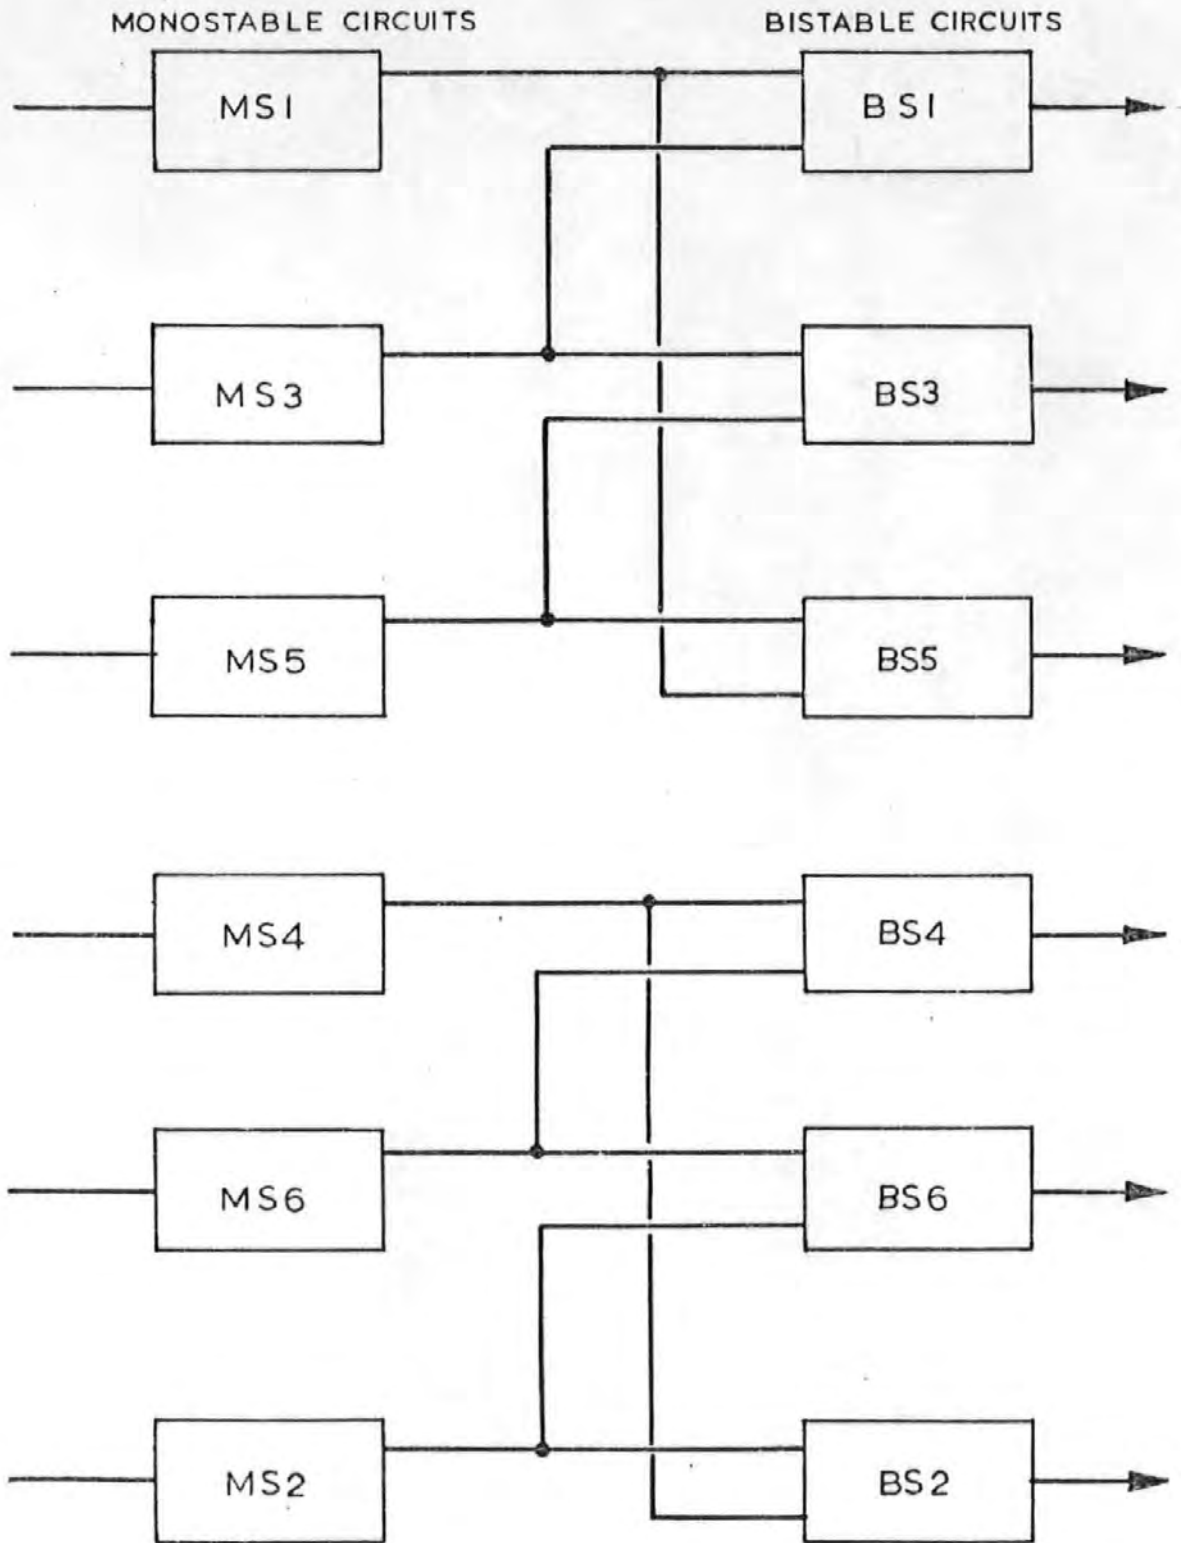 MONOSTABLE CIRCUITS
BISTABLE CIRCUITS
MS1
BS1
MS3
BS3
MS5
BS5
MS4
BS4
MS6
BS6
MS2
BS2